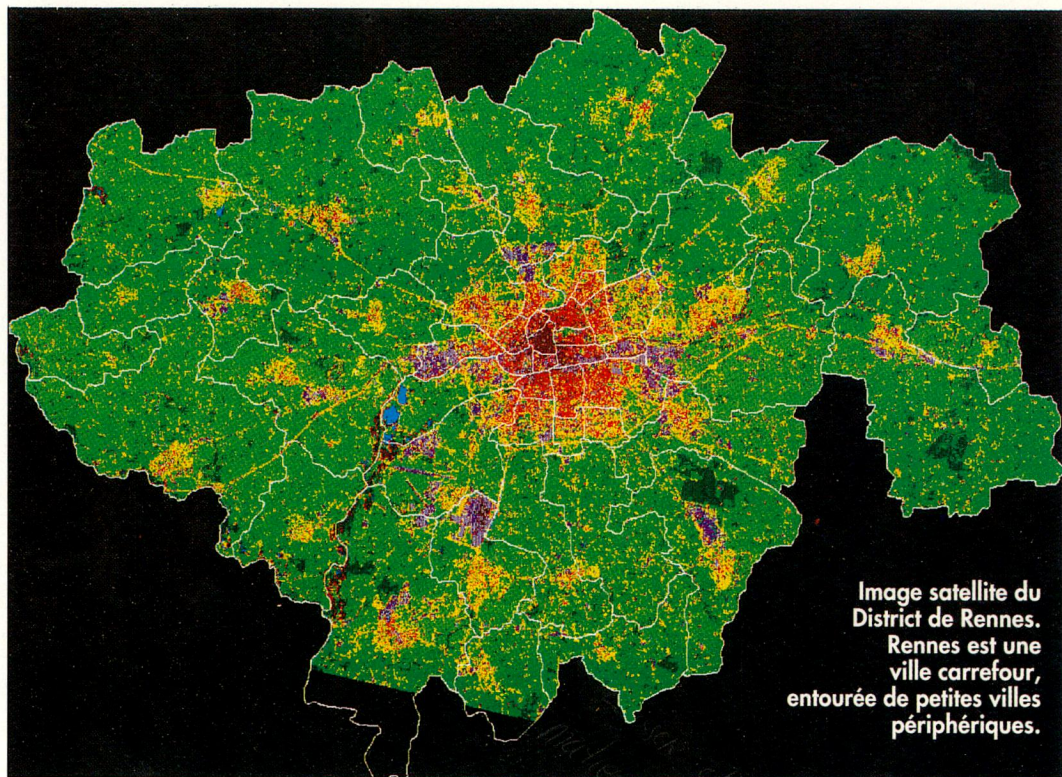 Image satellite du
District de Rennes.
Rennes est une
ville carrefour,
entourée de petites villes
périphériques.